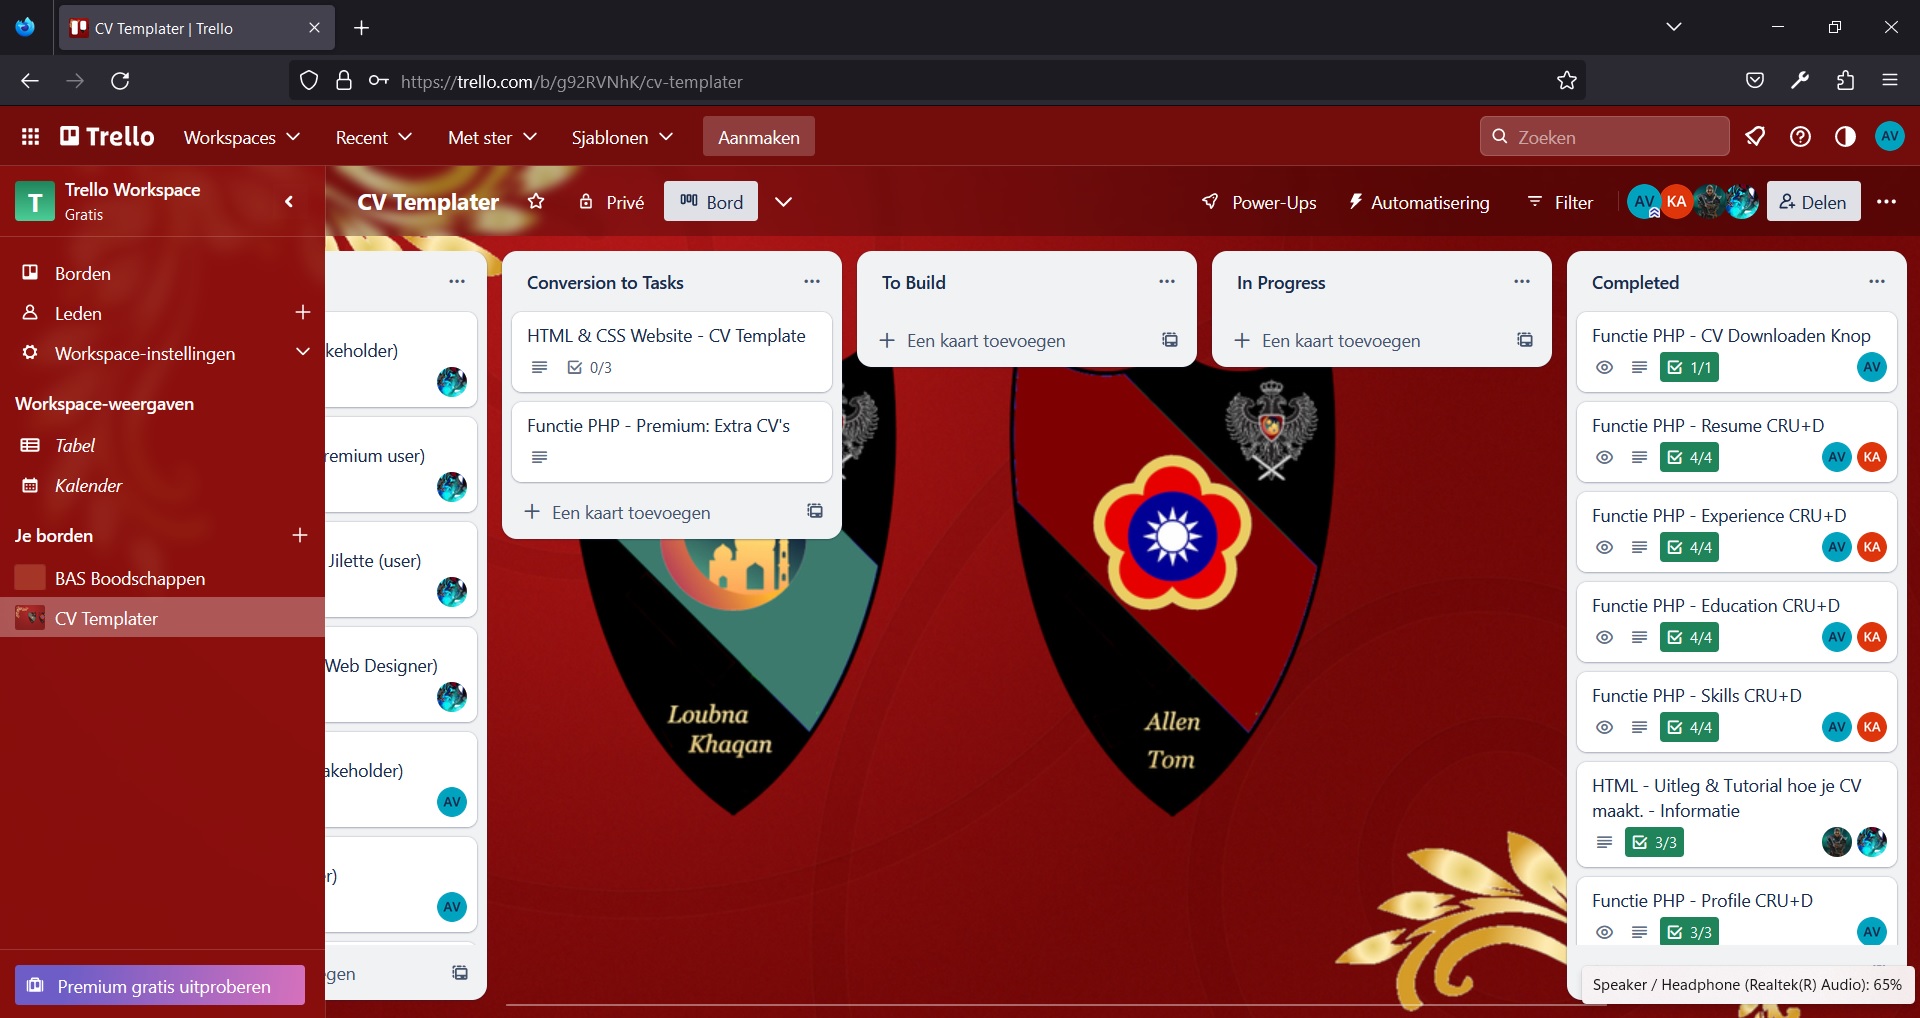 CV Templater | Trello
https://trello.com/b/g92RVNhK/cv-templater
Trello
Workspaces
Recent
Met ster
Sjablonen
Aanmaken
Zoeken
AV
T
Trello Workspace
Gratis
CV Templater
Privé
Bord
Power-Ups
Automatisering
Filter
AV
KA
Delen
Borden
Leden
Workspace-instellingen
Workspace-weergaven
Tabel
Kalender
Je borden
BAS Boodschappen
CV Templater
Premium gratis uitproberen
keholder)
remium user)
Jilette (user)
Web Designer)
akeholder)
AV
r)
AV
gen
Conversion to Tasks
HTML & CSS Website - CV Template
0/3
Functie PHP - Premium: Extra CV's
Een kaart toevoegen
To Build
Een kaart toevoegen
In Progress
Een kaart toevoegen
Loubna
Khaqan
Allen
Tom
Completed
Functie PHP - CV Downloaden Knop
1/1
AV
Functie PHP - Resume CRU+D
4/4
AV
KA
Functie PHP - Experience CRU+D
4/4
AV
KA
Functie PHP - Education CRU+D
4/4
AV
KA
Functie PHP - Skills CRU+D
4/4
AV
KA
HTML - Uitleg & Tutorial hoe je CV
maakt. - Informatie
3/3
Functie PHP - Profile CRU+D
3/3
AV
Speaker / Headphone (Realtek(R) Audio): 65%